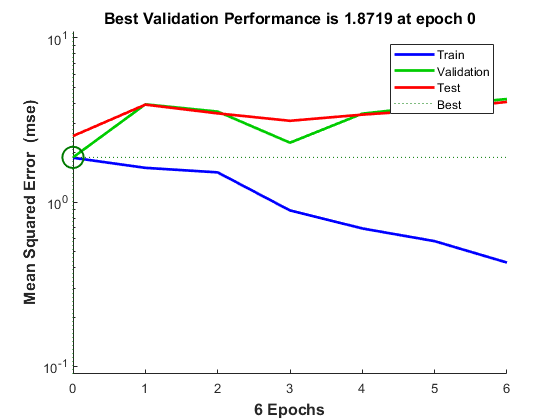 Best Validation Performance is 1.8719 at epoch 0
Mean Squared Error  (mse)
10^1
10^0
10^-1
Train
Validation
Test
Best
0 1 2 3 4 5 6
6 Epochs